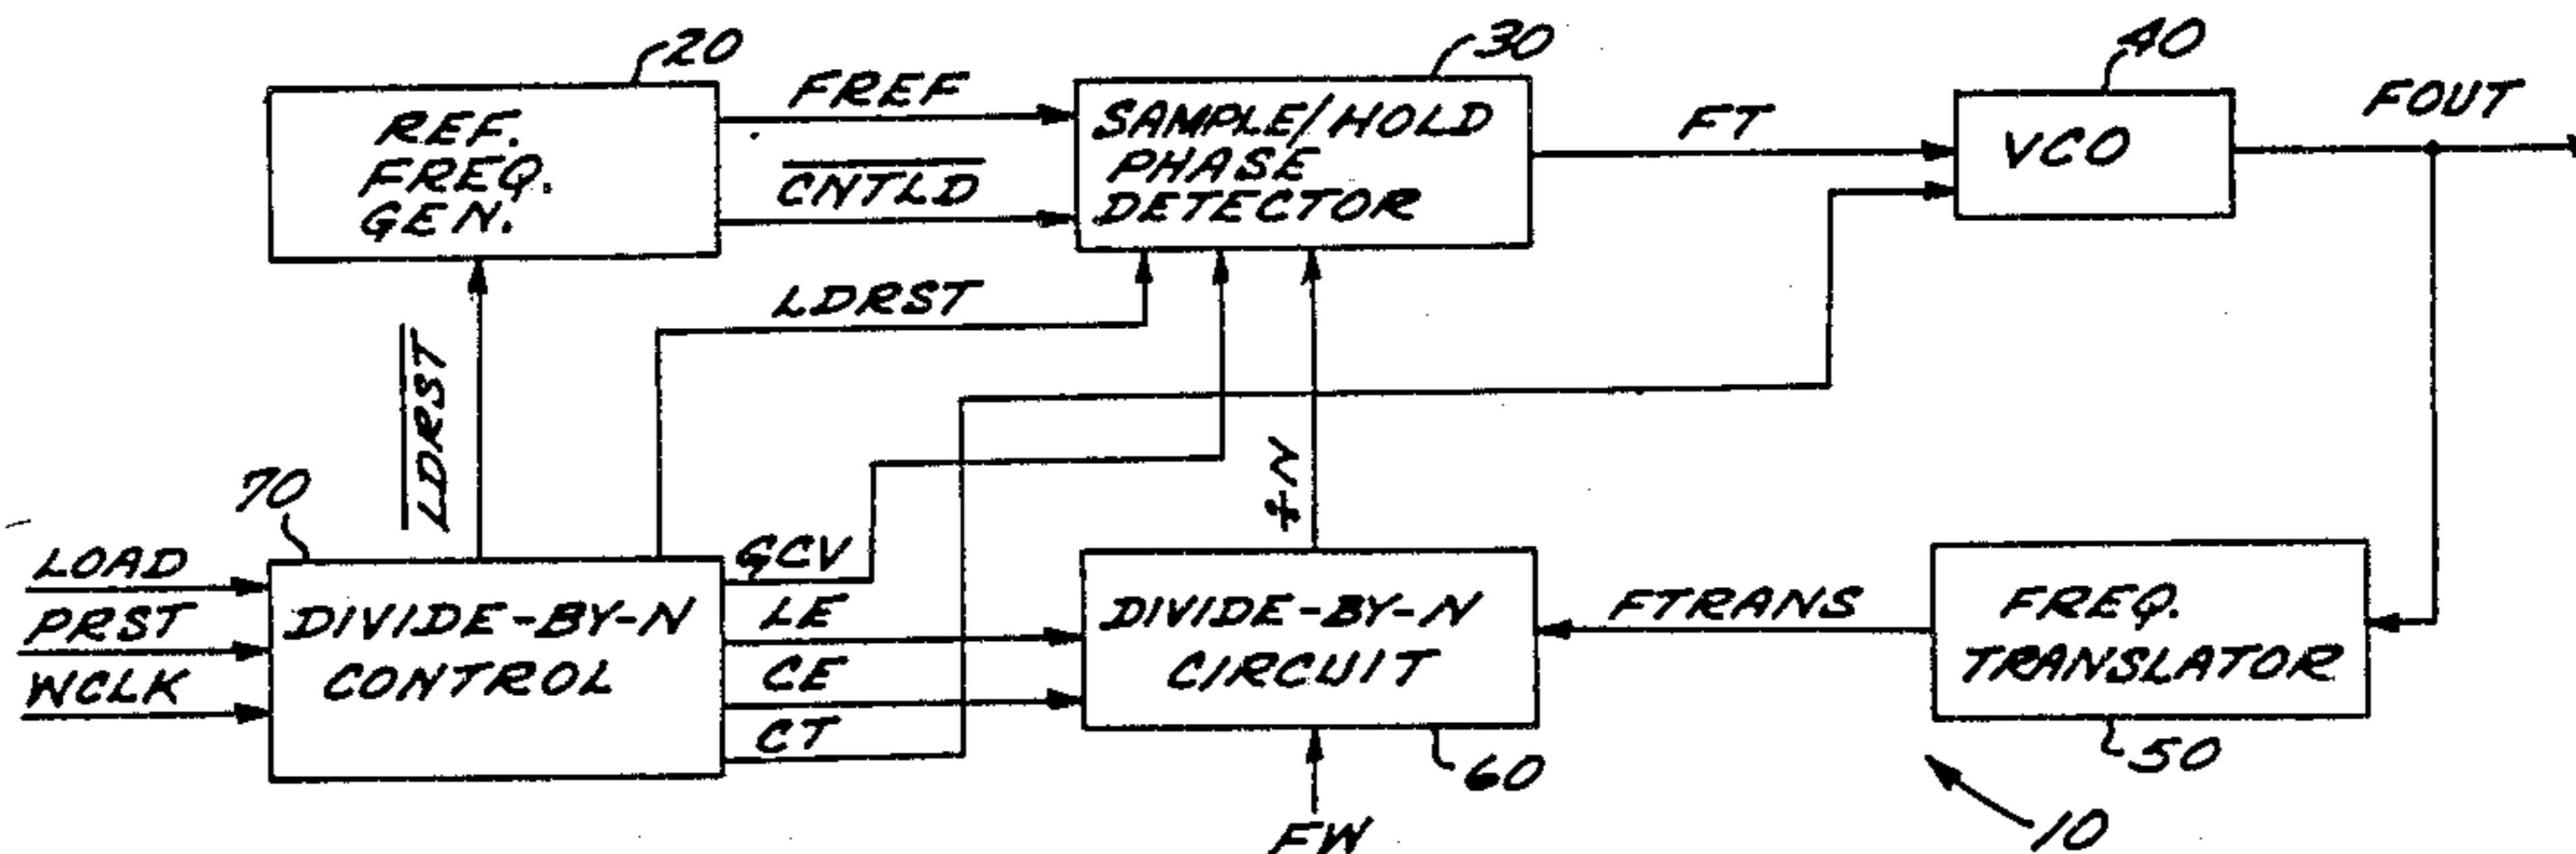 20
30
40
REF.
FREQ.
GEN.
FREF
CNTLD
SAMPLE/HOLD
PHASE
DETECTOR
FT
VCO
FOUT
LDRST
LDRST
70
LOAD
PRST
WCLK
DIVIDE-BY-N
CONTROL
GCV
LE
CE
CT
÷N
DIVIDE-BY-N
CIRCUIT
60
FW
FTRANS
FREQ.
TRANSLATOR
50
10